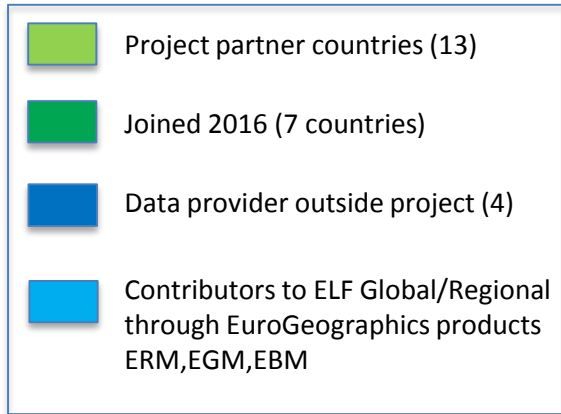 Project partner countries (13)
Joined 2016 (7 countries)
Data provider outside project (4)
Contributors to ELF Global/Regional
through EuroGeographics products
ERM,EGM,EBM